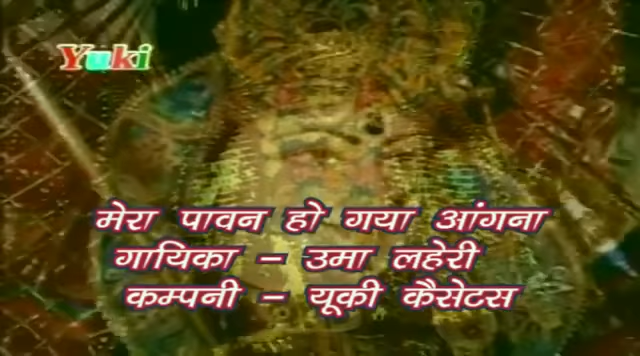 Yuki
मेरा पावन हो गया आंगना
गायिका – उमा लहेरी
कम्पनी – यूकी कैसेटस